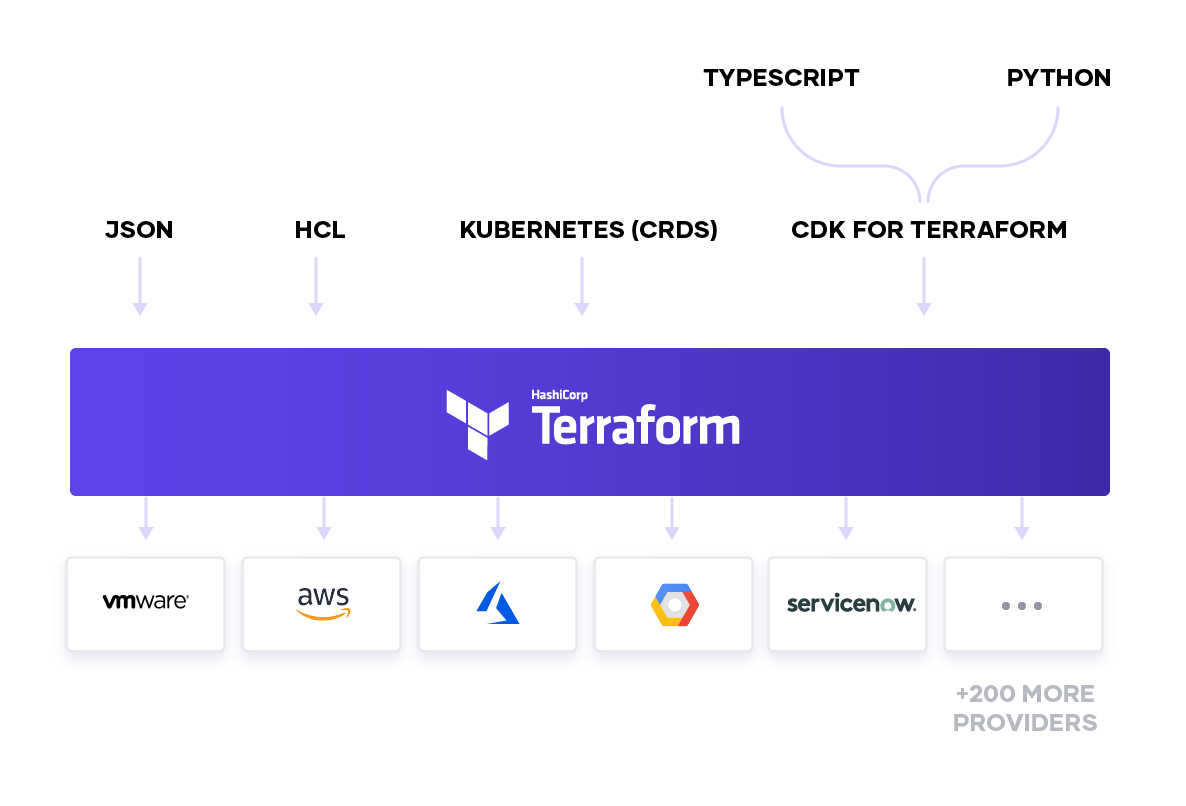 TYPESCRIPT
PYTHON
JSON
HCL
KUBERNETES (CRDS)
CDK FOR TERRAFORM
HashiCorp
Terraform
vmware®
aws
servicenow.
+200 MORE
PROVIDERS